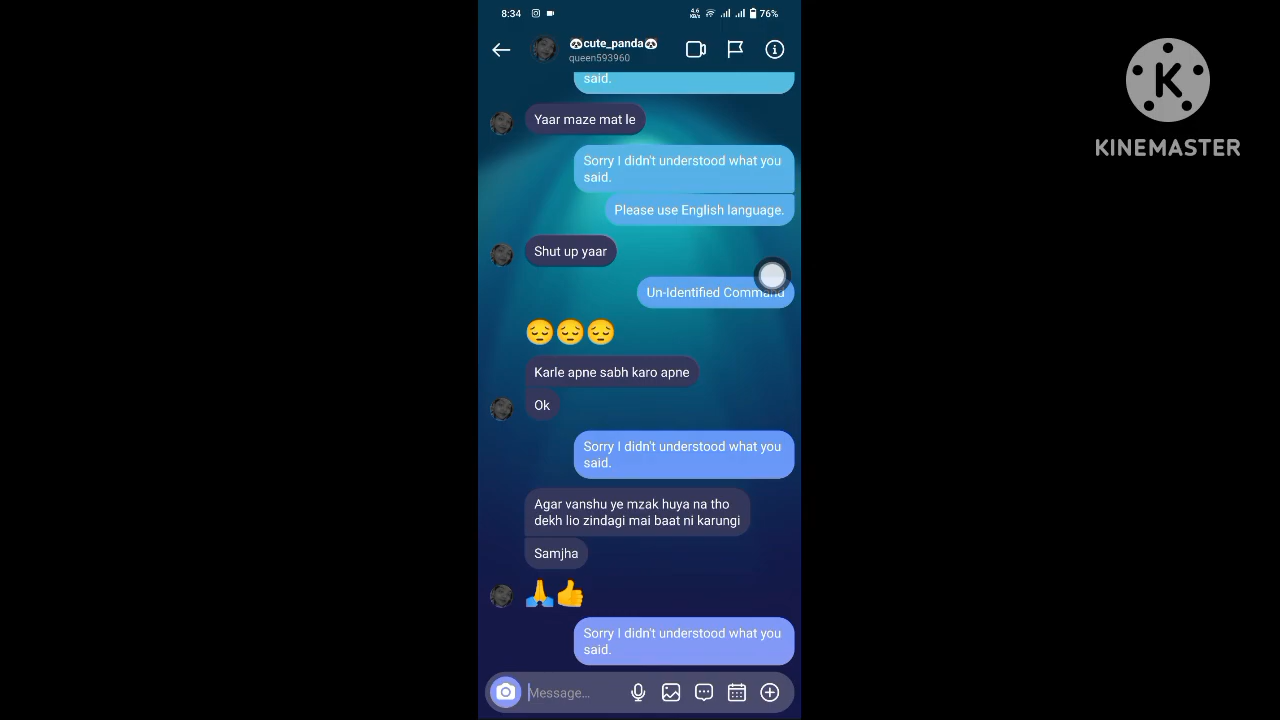 8:34
4.6
KB/s
76%
🐼cute_panda🐼
queen593960
said.
Yaar maze mat le
Sorry I didn't understood what you
said.
Please use English language.
Shut up yaar
Un-Identified Command
😔😔😔
Karle apne sabh karo apne
Ok
Sorry I didn't understood what you
said.
Agar vanshu ye mzak huya na tho
dekh lio zindagi mai baat ni karungi
Samjha
🙏👍
Sorry I didn't understood what you
said.
Message...
K
KINEMASTER